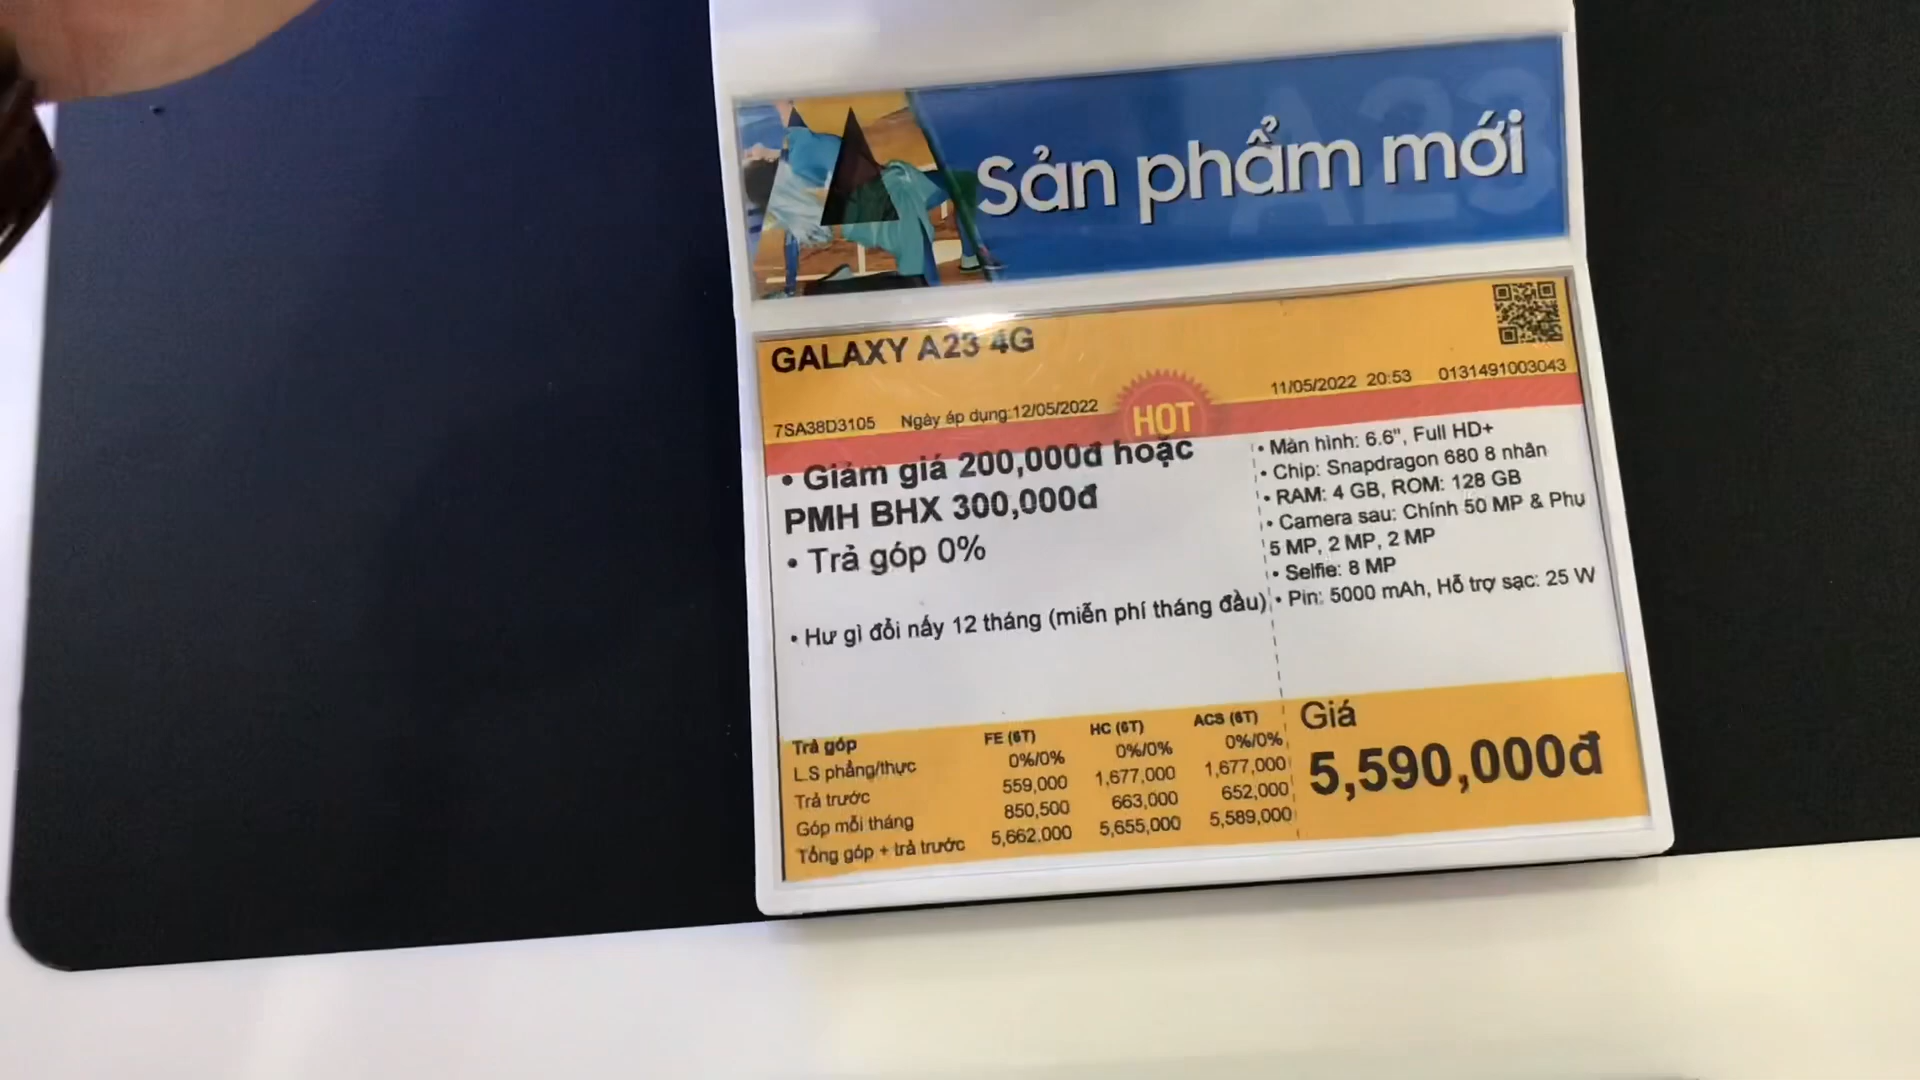 Sản phẩm mới
A23
GALAXY A23 4G
7SA38D3105 Ngày áp dụng:12/05/2022
HOT
11/05/2022 20:53 0131491003043
• Giảm giá 200,000đ hoặc
PMH BHX 300,000đ
• Trả góp 0%
• Hư gì đổi nấy 12 tháng (miễn phí tháng đầu)
• Màn hình: 6.6", Full HD+
• Chip: Snapdragon 680 8 nhân
• RAM: 4 GB, ROM: 128 GB
• Camera sau: Chính 50 MP & Phụ
5 MP, 2 MP, 2 MP
• Selfie: 8 MP
• Pin: 5000 mAh, Hỗ trợ sạc: 25 W
Trả góp FE (6T) HC (6T) ACS (6T)
L.S phẳng/thực 0%/0% 0%/0% 0%/0%
Trả trước 559,000 1,677,000 1,677,000
Góp mỗi tháng 850,500 663,000 652,000
Tổng góp + trả trước 5,662,000 5,655,000 5,589,000
Giá
5,590,000đ